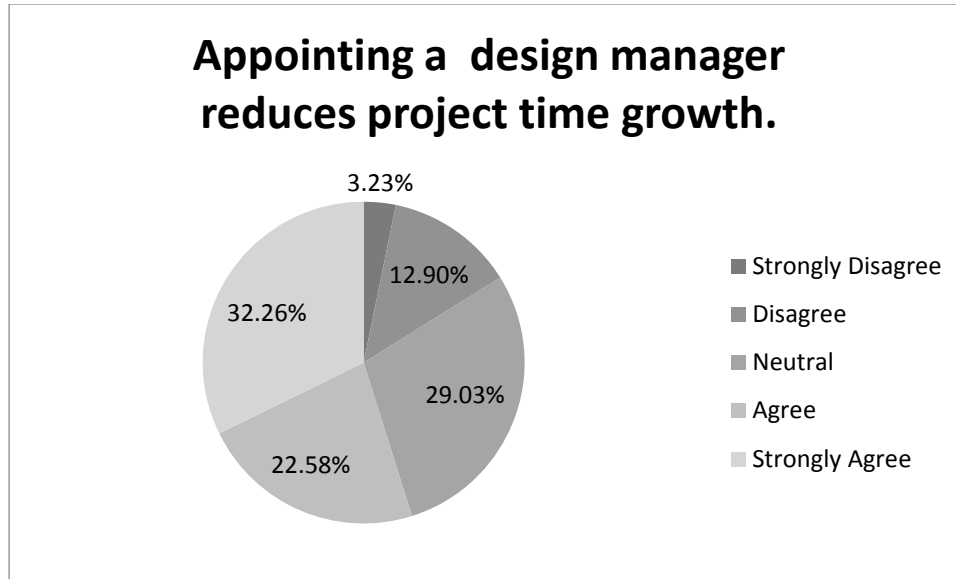 Appointing a  design manager
reduces project time growth.
3.23%
12.90%
32.26%
29.03%
22.58%
Strongly Disagree
Disagree
Neutral
Agree
Strongly Agree